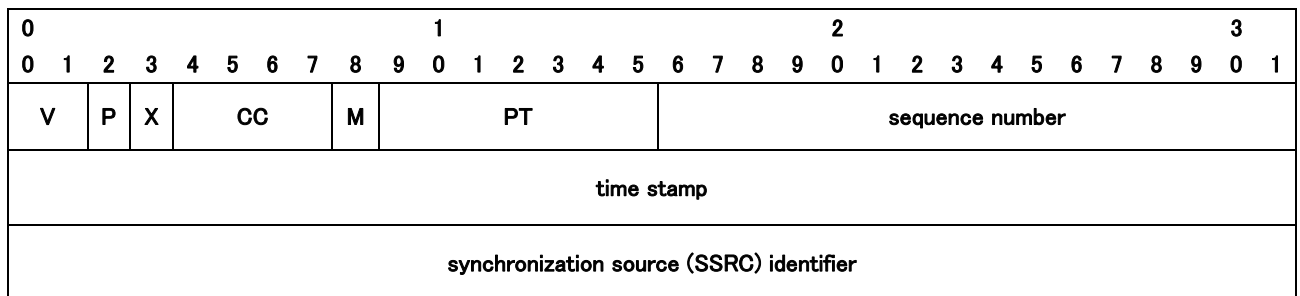 0 1 2 3
0 1 2 3 4 5 6 7 8 9 0 1 2 3 4 5 6 7 8 9 0 1 2 3 4 5 6 7 8 9 0 1
V P X CC M PT sequence number
time stamp
synchronization source (SSRC) identifier